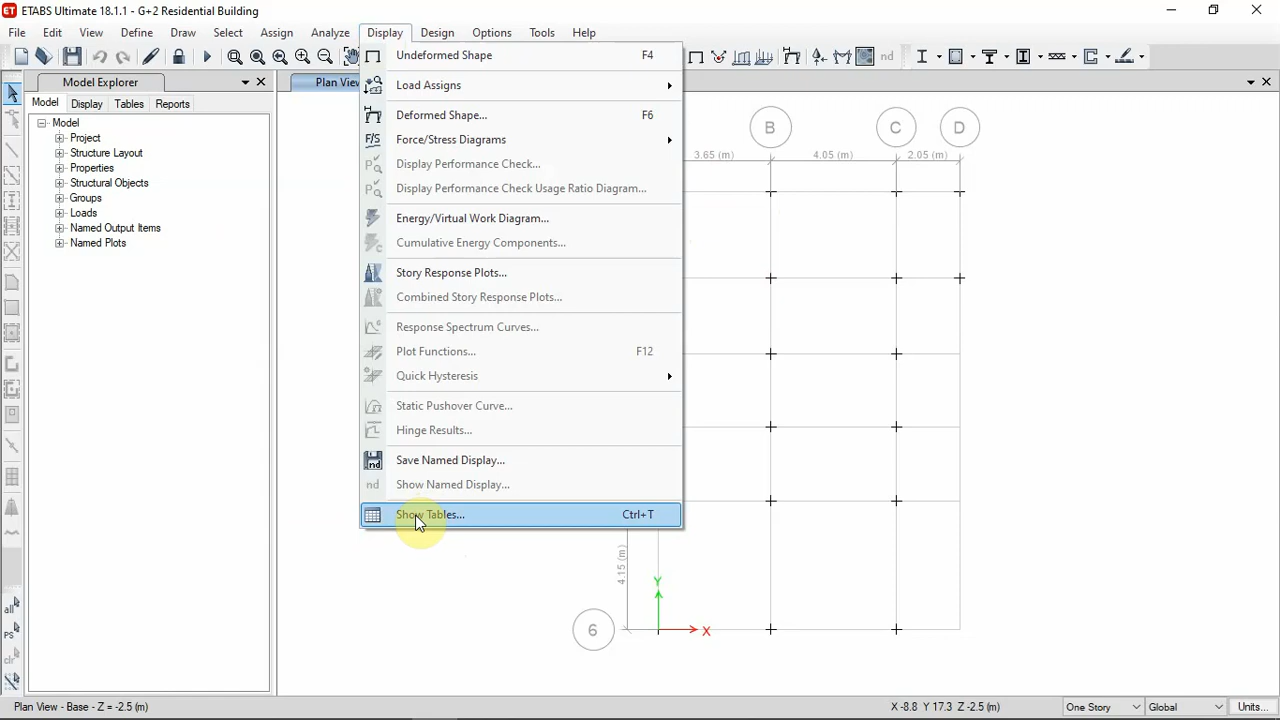 ETABS Ultimate 18.1.1 - G+2 Residential Building
File Edit View Define Draw Select Assign Analyze Display Design Options Tools Help
Model Explorer
Plan View
Model Display Tables Reports
Model
Project
Structure Layout
Properties
Structural Objects
Groups
Loads
Named Output Items
Named Plots
Undeformed Shape F4
Load Assigns
Deformed Shape... F6
Force/Stress Diagrams
Display Performance Check...
Display Performance Check Usage Ratio Diagram...
Energy/Virtual Work Diagram...
Cumulative Energy Components...
Story Response Plots...
Combined Story Response Plots...
Response Spectrum Curves...
Plot Functions... F12
Quick Hysteresis
Static Pushover Curve...
Hinge Results...
Save Named Display...
Show Named Display...
Show Tables... Ctrl+T
nd
F/S
nd
nd
all
PS
clr
B C D
3.65 (m) 4.05 (m) 2.05 (m)
4.15 (m)
Y
6
X
Plan View - Base - Z = -2.5 (m)
X -8.8 Y 17.3 Z -2.5 (m)
One Story
Global
Units...